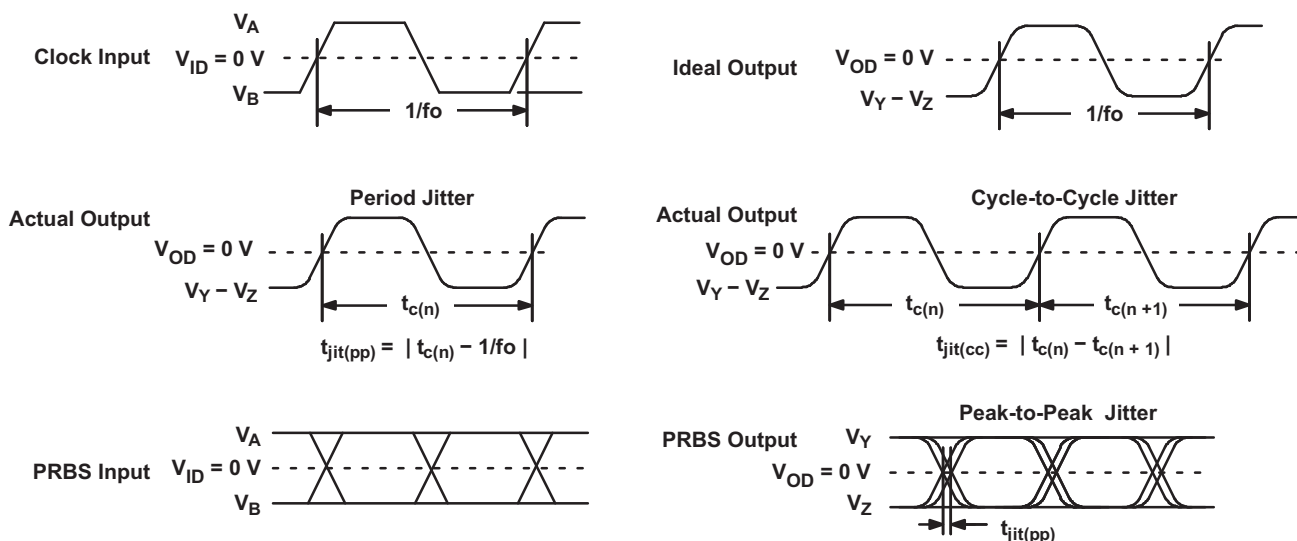 Clock Input
V_A
V_ID = 0 V
V_B
1/fo
Ideal Output
V_OD = 0 V
V_Y – V_Z
1/fo
Actual Output
Period Jitter
V_OD = 0 V
V_Y – V_Z
t_c(n)
t_jit(pp) = | t_c(n) – 1/fo |
Actual Output
Cycle-to-Cycle Jitter
V_OD = 0 V
V_Y – V_Z
t_c(n)
t_c(n +1)
t_jit(cc) = | t_c(n) – t_c(n + 1) |
PRBS Input
V_A
V_ID = 0 V
V_B
Peak-to-Peak Jitter
PRBS Output
V_Y
V_OD = 0 V
V_Z
t_jit(pp)